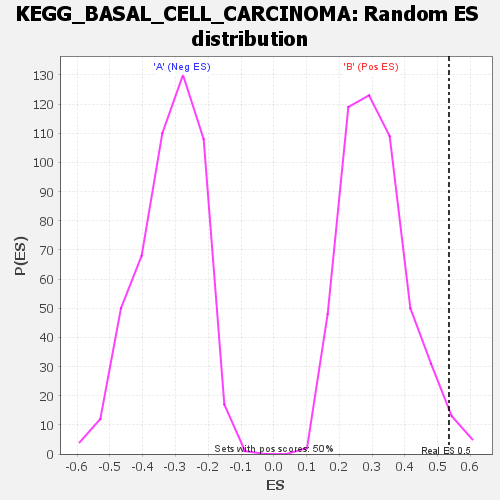 KEGG_BASAL_CELL_CARCINOMA: Random ES
distribution
'A' (Neg ES)
'B' (Pos ES)
130
120
110
100
90
80
70
60
50
40
30
20
10
0
P(ES)
Sets with pos scores: 50%
Real ES 0.5
-0.6 -0.5 -0.4 -0.3 -0.2 -0.1 0.0 0.1 0.2 0.3 0.4 0.5 0.6
ES